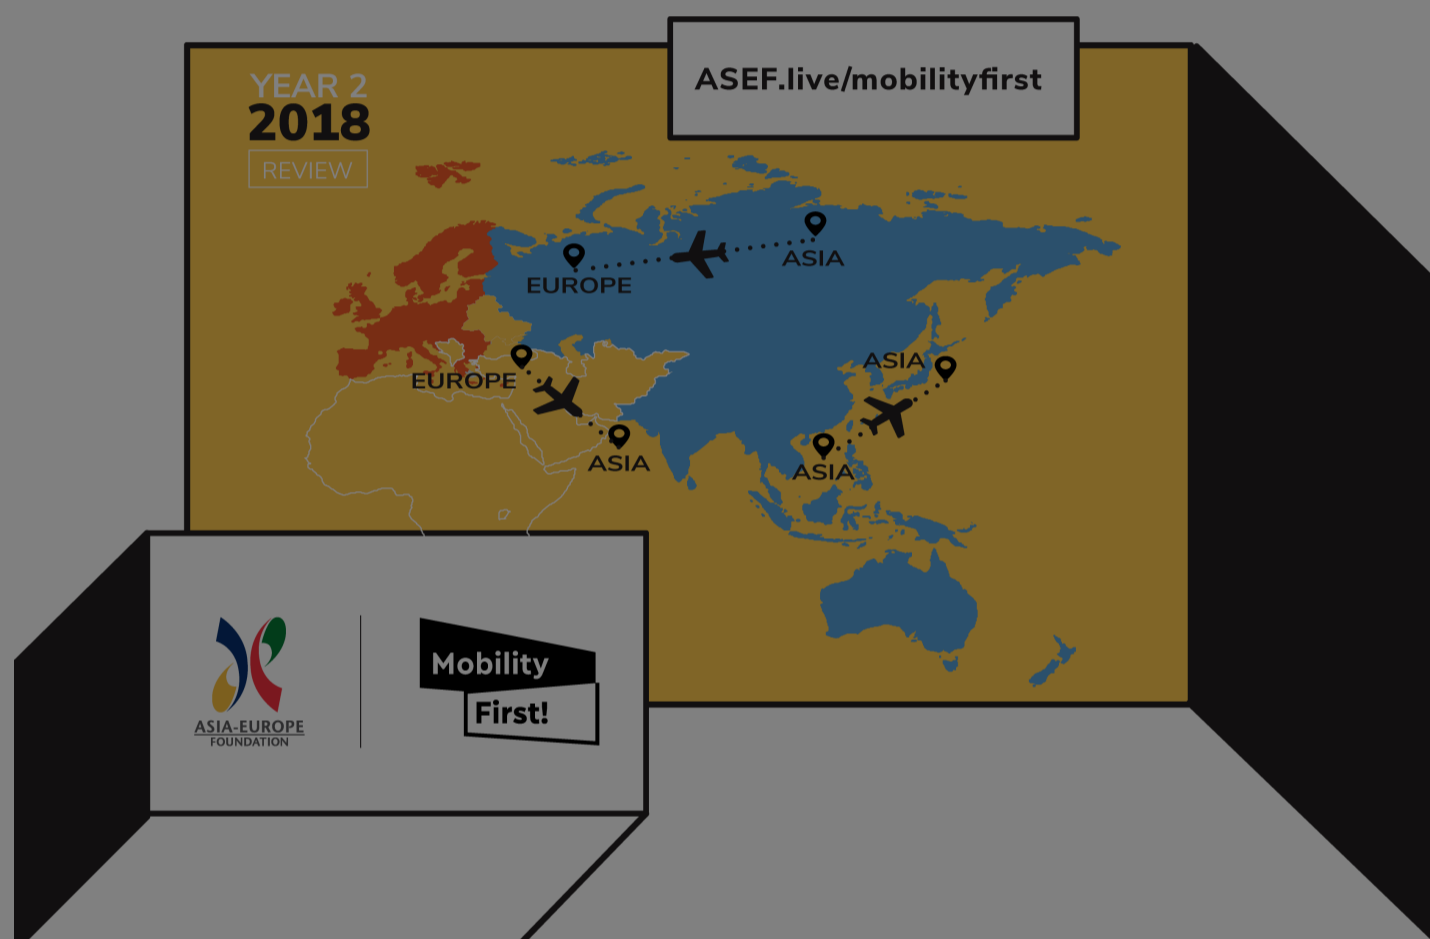 ASEF.live/mobilityfirst
YEAR 2
2018
REVIEW
ASIA
EUROPE
ASIA
EUROPE
ASIA
ASIA
Mobility
First!
ASIA-EUROPE
FOUNDATION